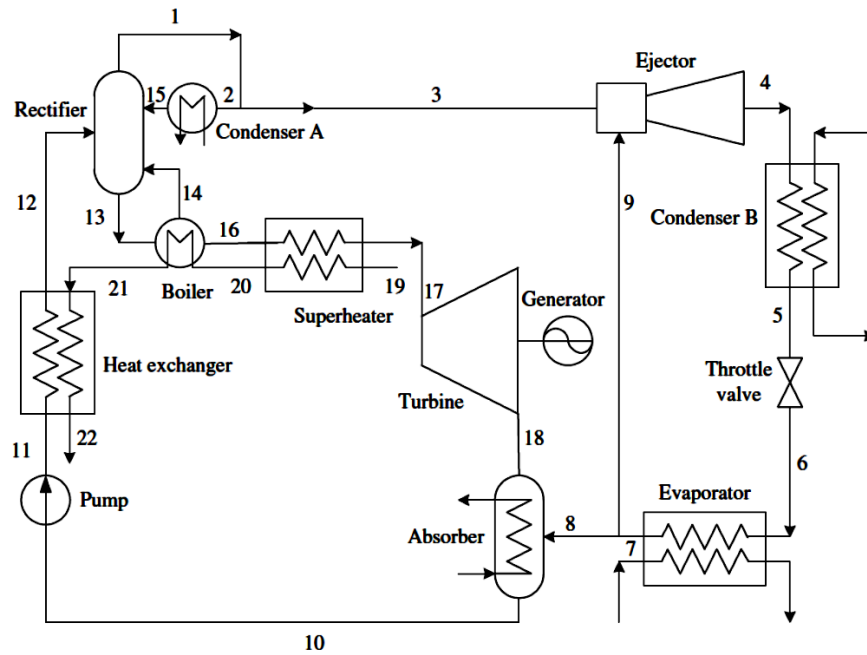 1
Ejector
Rectifier
15
2
3
4
Condenser A
12
14
9
Condenser B
13
16
21
Boiler
20
19
17
Generator
5
Superheater
Heat exchanger
Throttle
valve
Turbine
11
22
18
6
Pump
Evaporator
Absorber
8
7
10